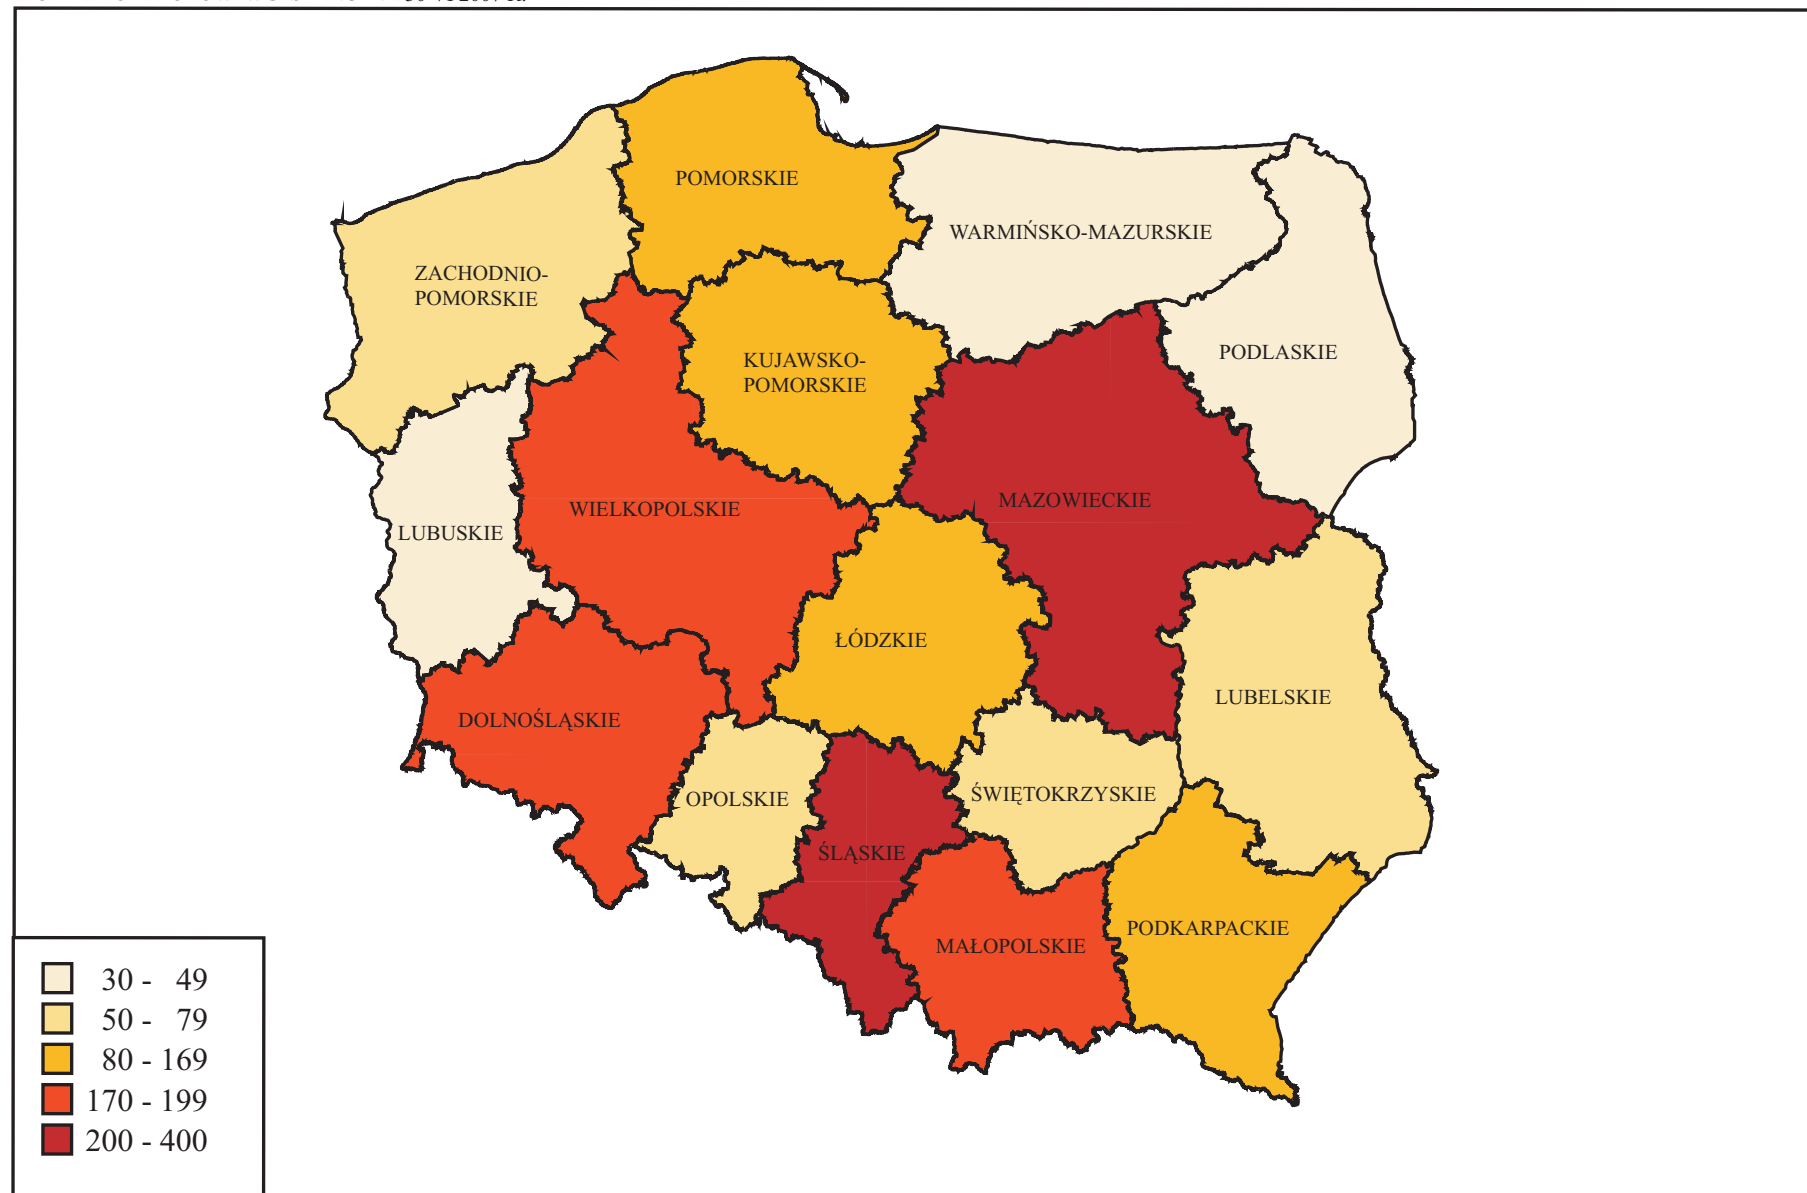 POMORSKIE
WARMIŃSKO-MAZURSKIE
ZACHODNIO-
POMORSKIE
PODLASKIE
KUJAWSKO-
POMORSKIE
MAZOWIECKIE
WIELKOPOLSKIE
LUBUSKIE
ŁÓDZKIE
LUBELSKIE
DOLNOŚLĄSKIE
OPOLSKIE
ŚWIĘTOKRZYSKIE
ŚLĄSKIE
PODKARPACKIE
MAŁOPOLSKIE
30 - 49
50 - 79
80 - 169
170 - 199
200 - 400